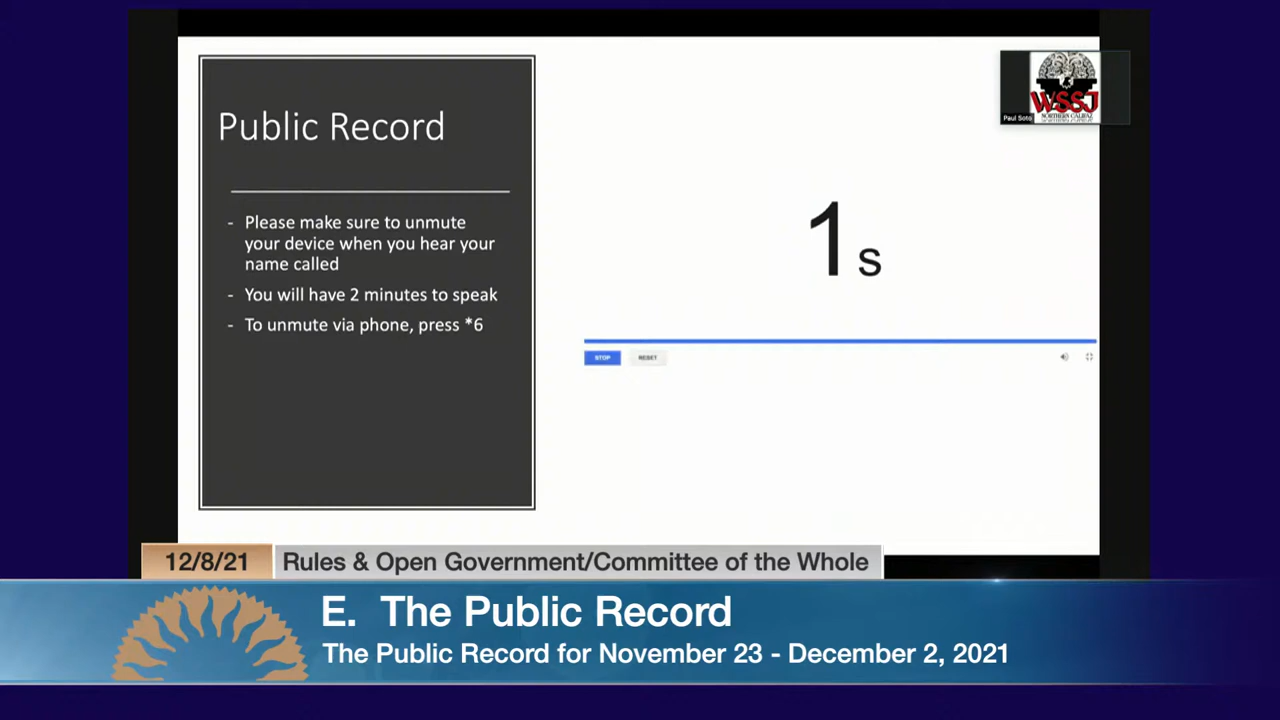 Public Record
- Please make sure to unmute
your device when you hear your
name called
- You will have 2 minutes to speak
- To unmute via phone, press *6
1 s
STOP
RESET
WSSJ
Paul Soto
12/8/21
Rules & Open Government/Committee of the Whole
E. The Public Record
The Public Record for November 23 - December 2, 2021